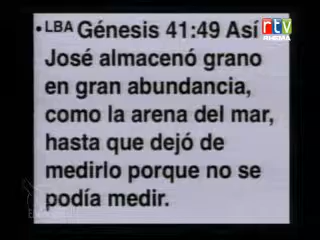 •LBA Génesis 41:49 Así
José almacenó grano
en gran abundancia,
como la arena del mar,
hasta que dejó de
medirlo porque no se
podía medir.
rtv
RHEMA